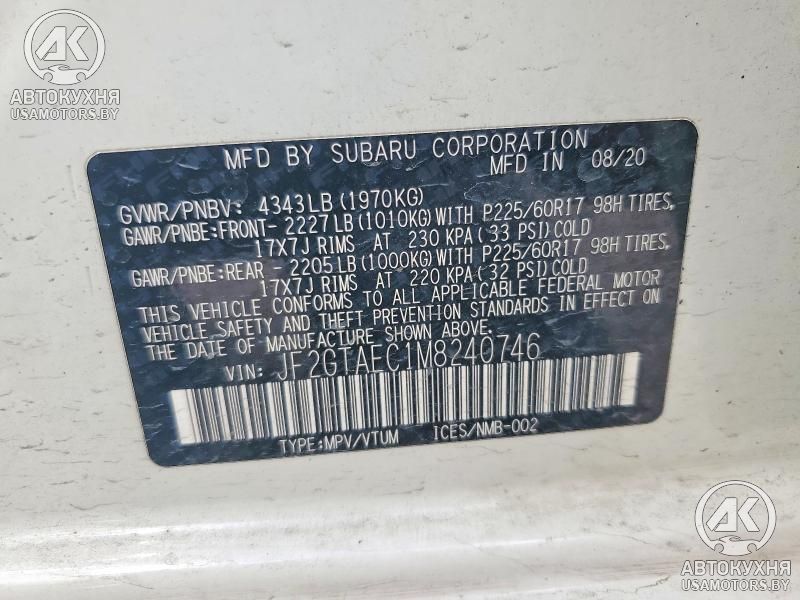 AK
АВТОКУХНЯ
USAMOTORS.BY
MFD BY SUBARU CORPORATION
MFD IN 08/20
GVWR/PNBV: 4343LB (1970KG)
GAWR/PNBE:FRONT- 2227LB (1010KG) WITH P225/60R17 98H TIRES,
17X7J RIMS AT 230 KPA (33 PSI) COLD
GAWR/PNBE:REAR - 2205LB (1000KG) WITH P225/60R17 98H TIRES,
17X7J RIMS AT 220 KPA (32 PSI) COLD
THIS VEHICLE CONFORMS TO ALL APPLICABLE FEDERAL MOTOR
VEHICLE SAFETY AND THEFT PREVENTION STANDARDS IN EFFECT ON
THE DATE OF MANUFACTURE SHOWN ABOVE.
VIN: JF2GTAEC1M8240746
TYPE:MPV/VTUM ICES/NMB-002
AK
АВТОКУХНЯ
USAMOTORS.BY